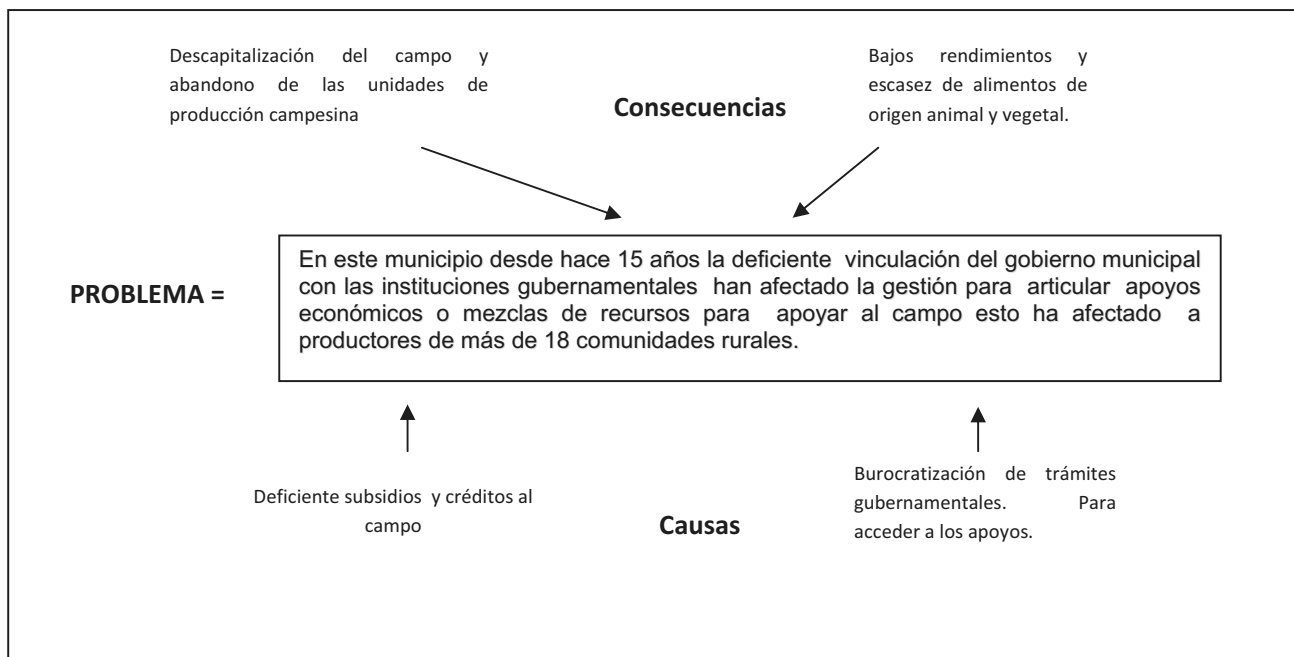 Descapitalización del campo y
abandono de las unidades de
producción campesina
Consecuencias
Bajos rendimientos y
escasez de alimentos de
origen animal y vegetal.
PROBLEMA =
En este municipio desde hace 15 años la deficiente vinculación del gobierno municipal
con las instituciones gubernamentales han afectado la gestión para articular apoyos
económicos o mezclas de recursos para apoyar al campo esto ha afectado a
productores de más de 18 comunidades rurales.
Deficiente subsidios y créditos al
campo
Causas
Burocratización de trámites
gubernamentales. Para
acceder a los apoyos.